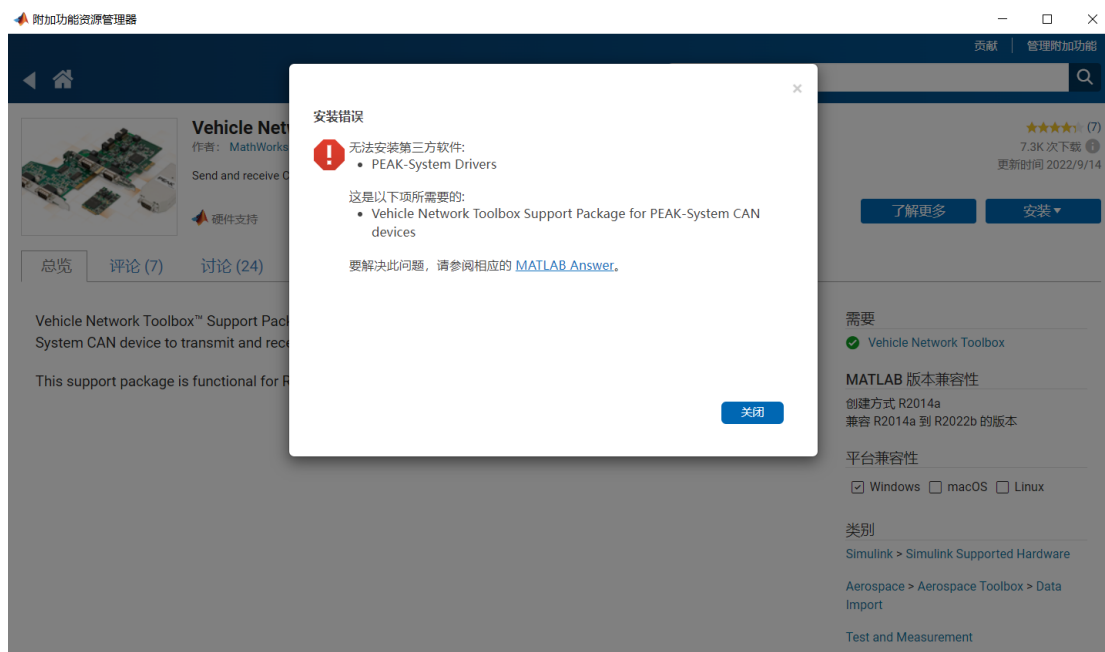 附加功能资源管理器
贡献
管理附加功能
Vehicle Net
作者: MathWorks
Send and receive C
硬件支持
(7)
7.3K 次下载
更新时间 2022/9/14
了解更多
安装
总览
评论 (7)
讨论 (24)
Vehicle Network Toolbox™ Support Pack
System CAN device to transmit and rece
This support package is functional for R
安装错误
无法安装第三方软件:
• PEAK-System Drivers
这是以下项所需要的:
• Vehicle Network Toolbox Support Package for PEAK-System CAN
devices
要解决此问题，请参阅相应的 MATLAB Answer。
关闭
需要
Vehicle Network Toolbox
MATLAB 版本兼容性
创建方式 R2014a
兼容 R2014a 到 R2022b 的版本
平台兼容性
Windows macOS Linux
类别
Simulink > Simulink Supported Hardware
Aerospace > Aerospace Toolbox > Data
Import
Test and Measurement